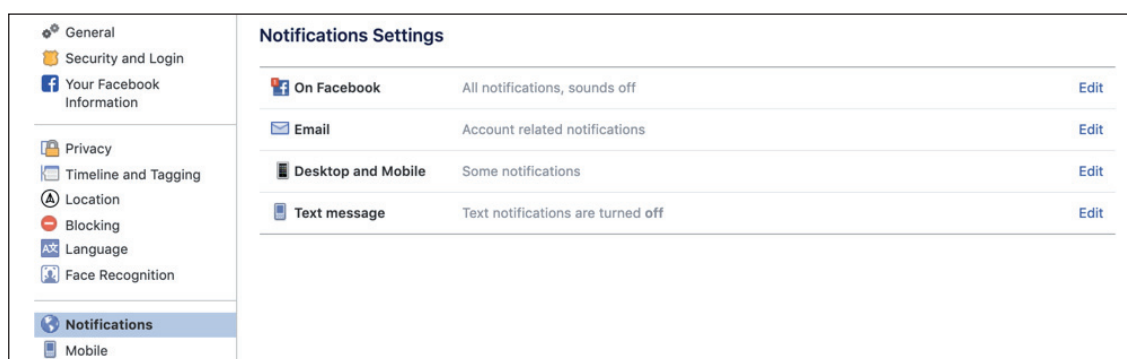 General
Security and Login
Your Facebook
Information
Privacy
Timeline and Tagging
Location
Blocking
Language
Face Recognition
Notifications
Mobile
Notifications Settings
On Facebook All notifications, sounds off Edit
Email Account related notifications Edit
Desktop and Mobile Some notifications Edit
Text message Text notifications are turned off Edit